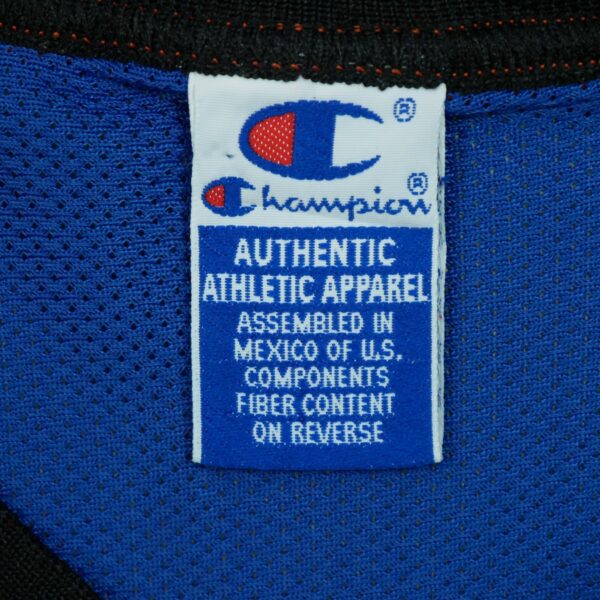 ®
Champion®
AUTHENTIC
ATHLETIC APPAREL
ASSEMBLED IN
MEXICO OF U.S.
COMPONENTS
FIBER CONTENT
ON REVERSE